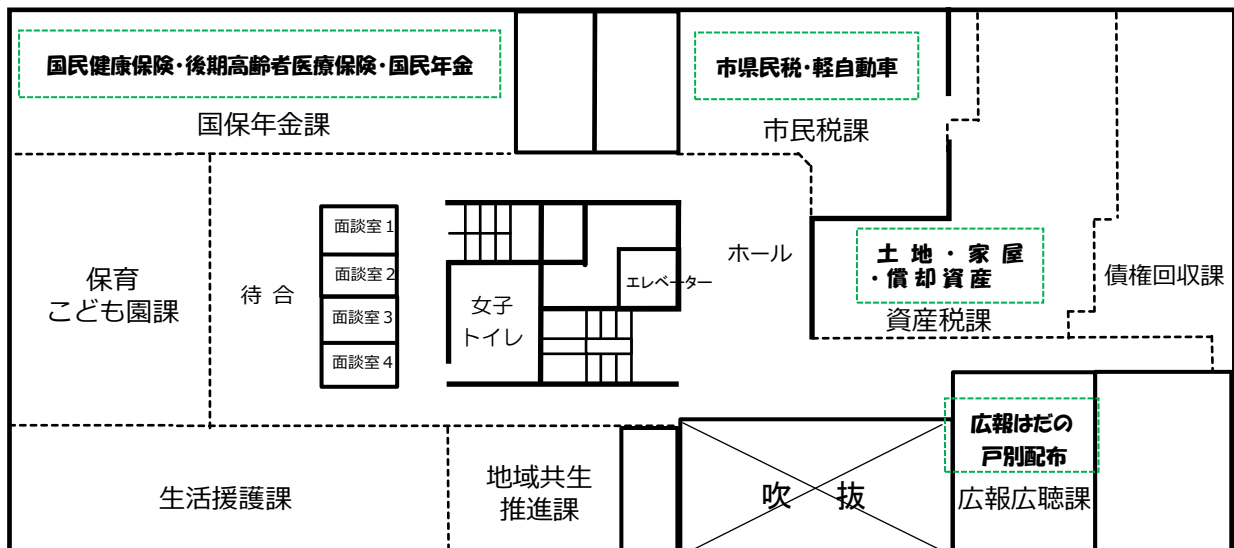 国民健康保険・後期高齢者医療保険・国民年金
国保年金課
市県民税・軽自動車
市民税課
面談室1
面談室2
面談室3
面談室4
保育
こども園課
待合
女子
トイレ
エレベーター
ホール
土地・家屋
・償却資産
資産税課
債権回収課
生活援護課
地域共生
推進課
吹抜
広報はだの
戸別配布
広報広聴課